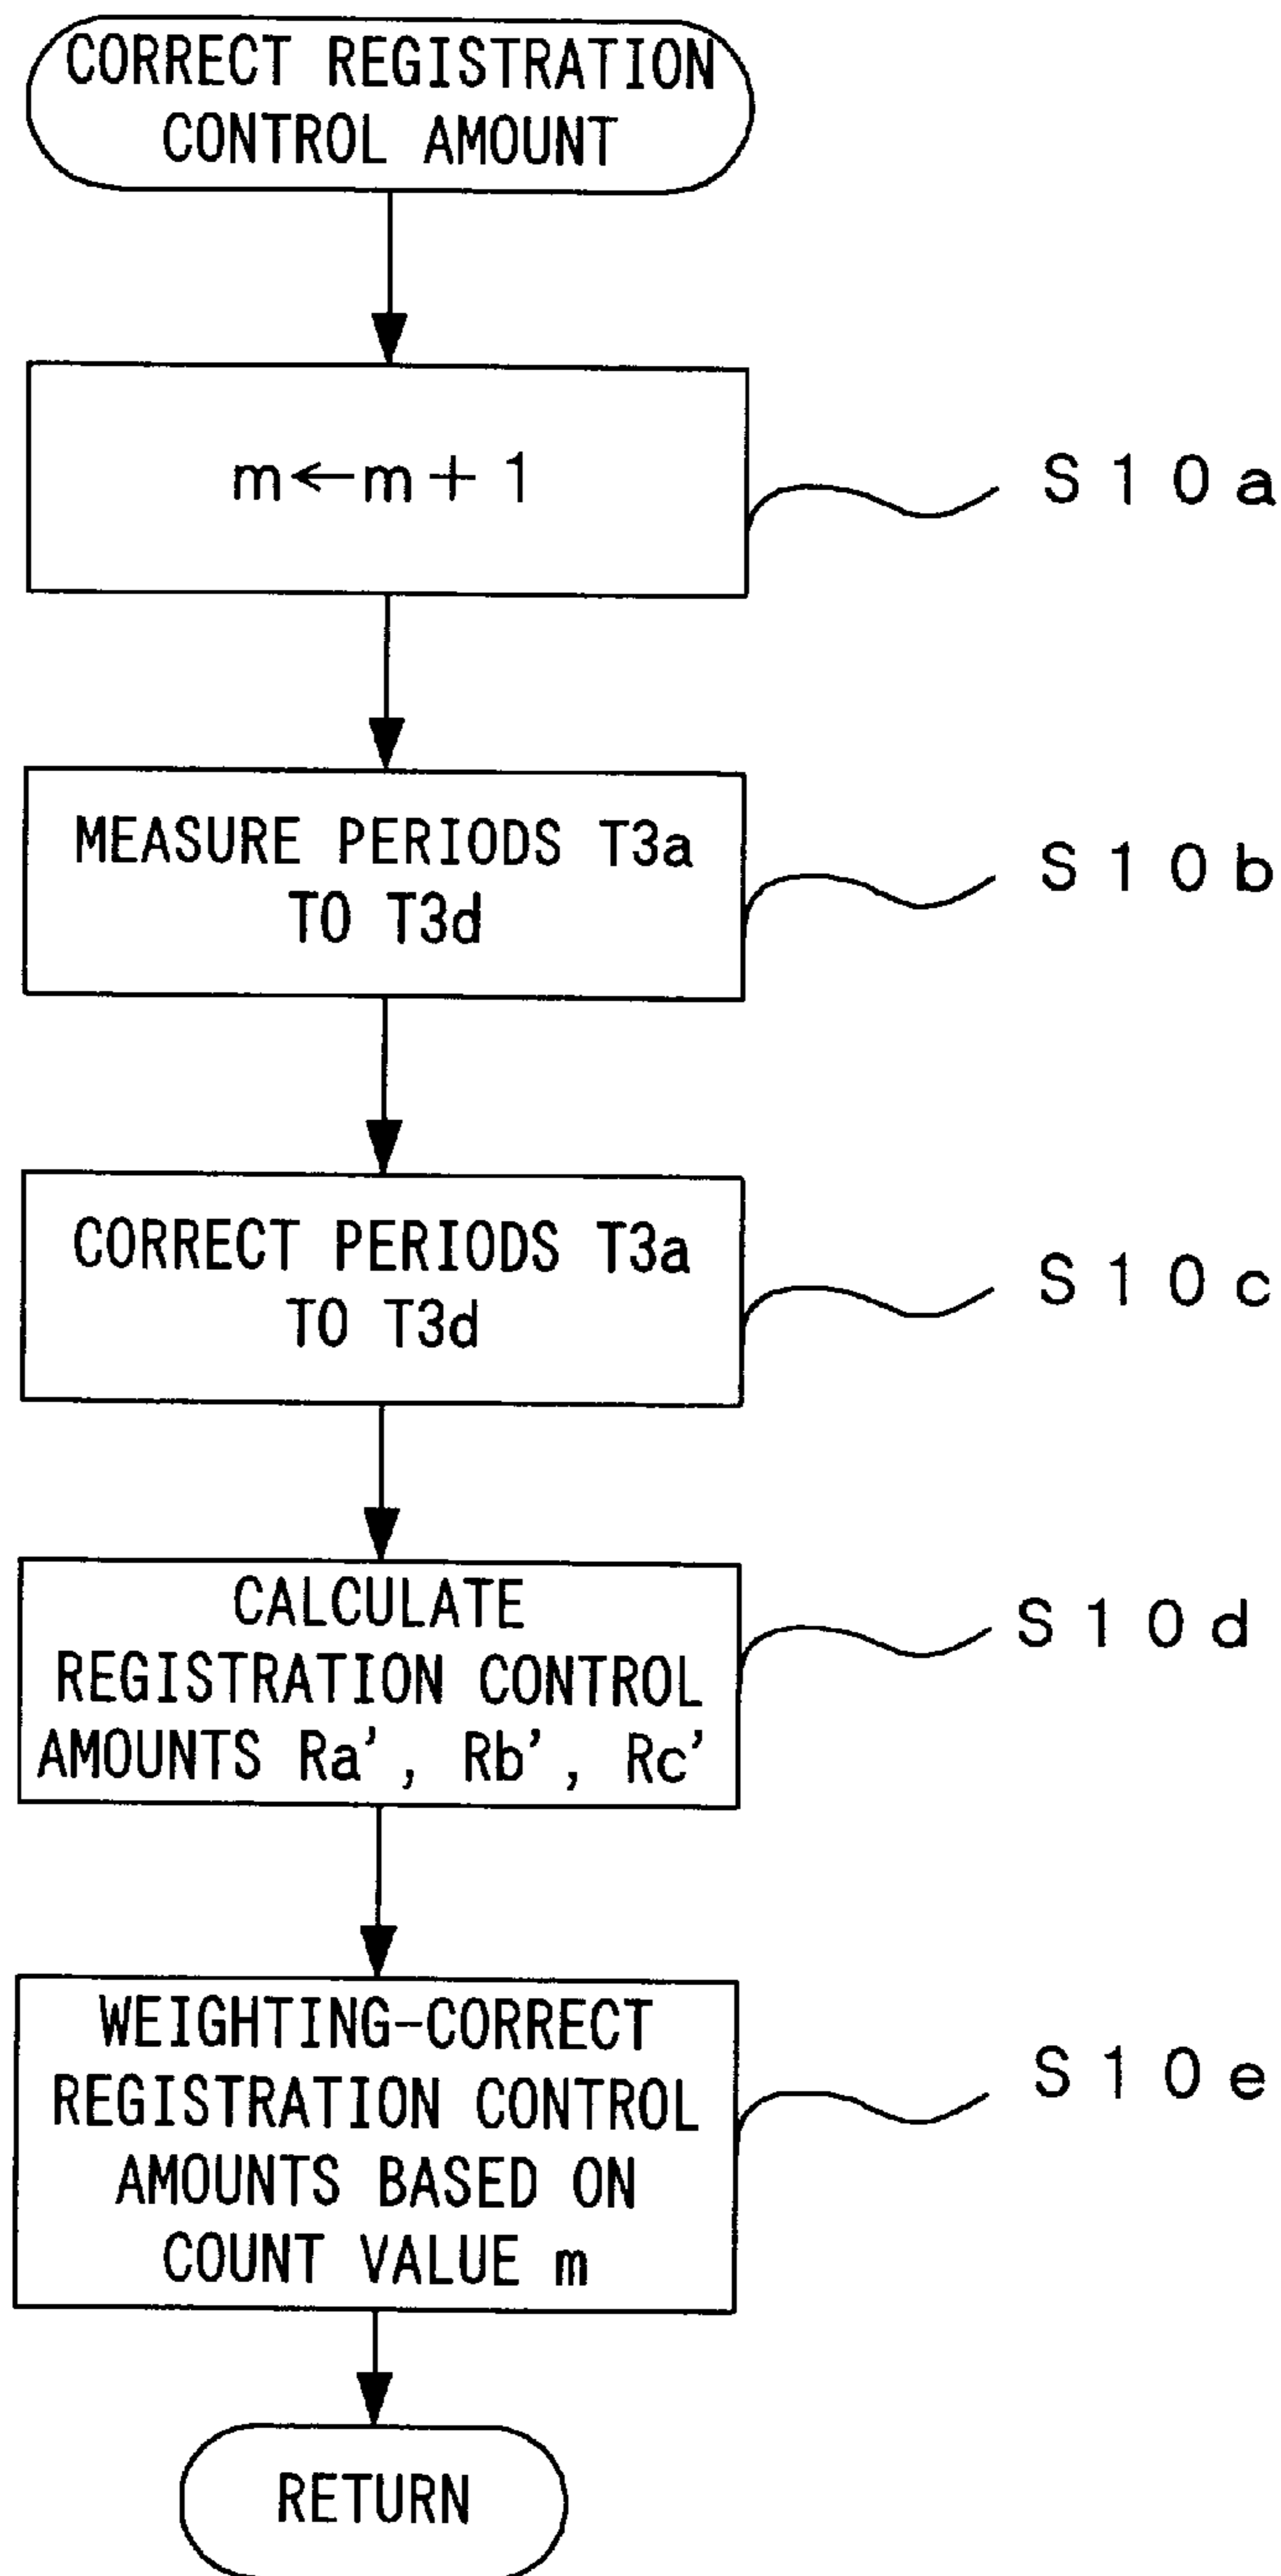 CORRECT REGISTRATION
CONTROL AMOUNT
m←m+1
S10a
MEASURE PERIODS T3a
TO T3d
S10b
CORRECT PERIODS T3a
TO T3d
S10c
CALCULATE
REGISTRATION CONTROL
AMOUNTS Ra’, Rb’, Rc’
S10d
WEIGHTING-CORRECT
REGISTRATION CONTROL
AMOUNTS BASED ON
COUNT VALUE m
S10e
RETURN